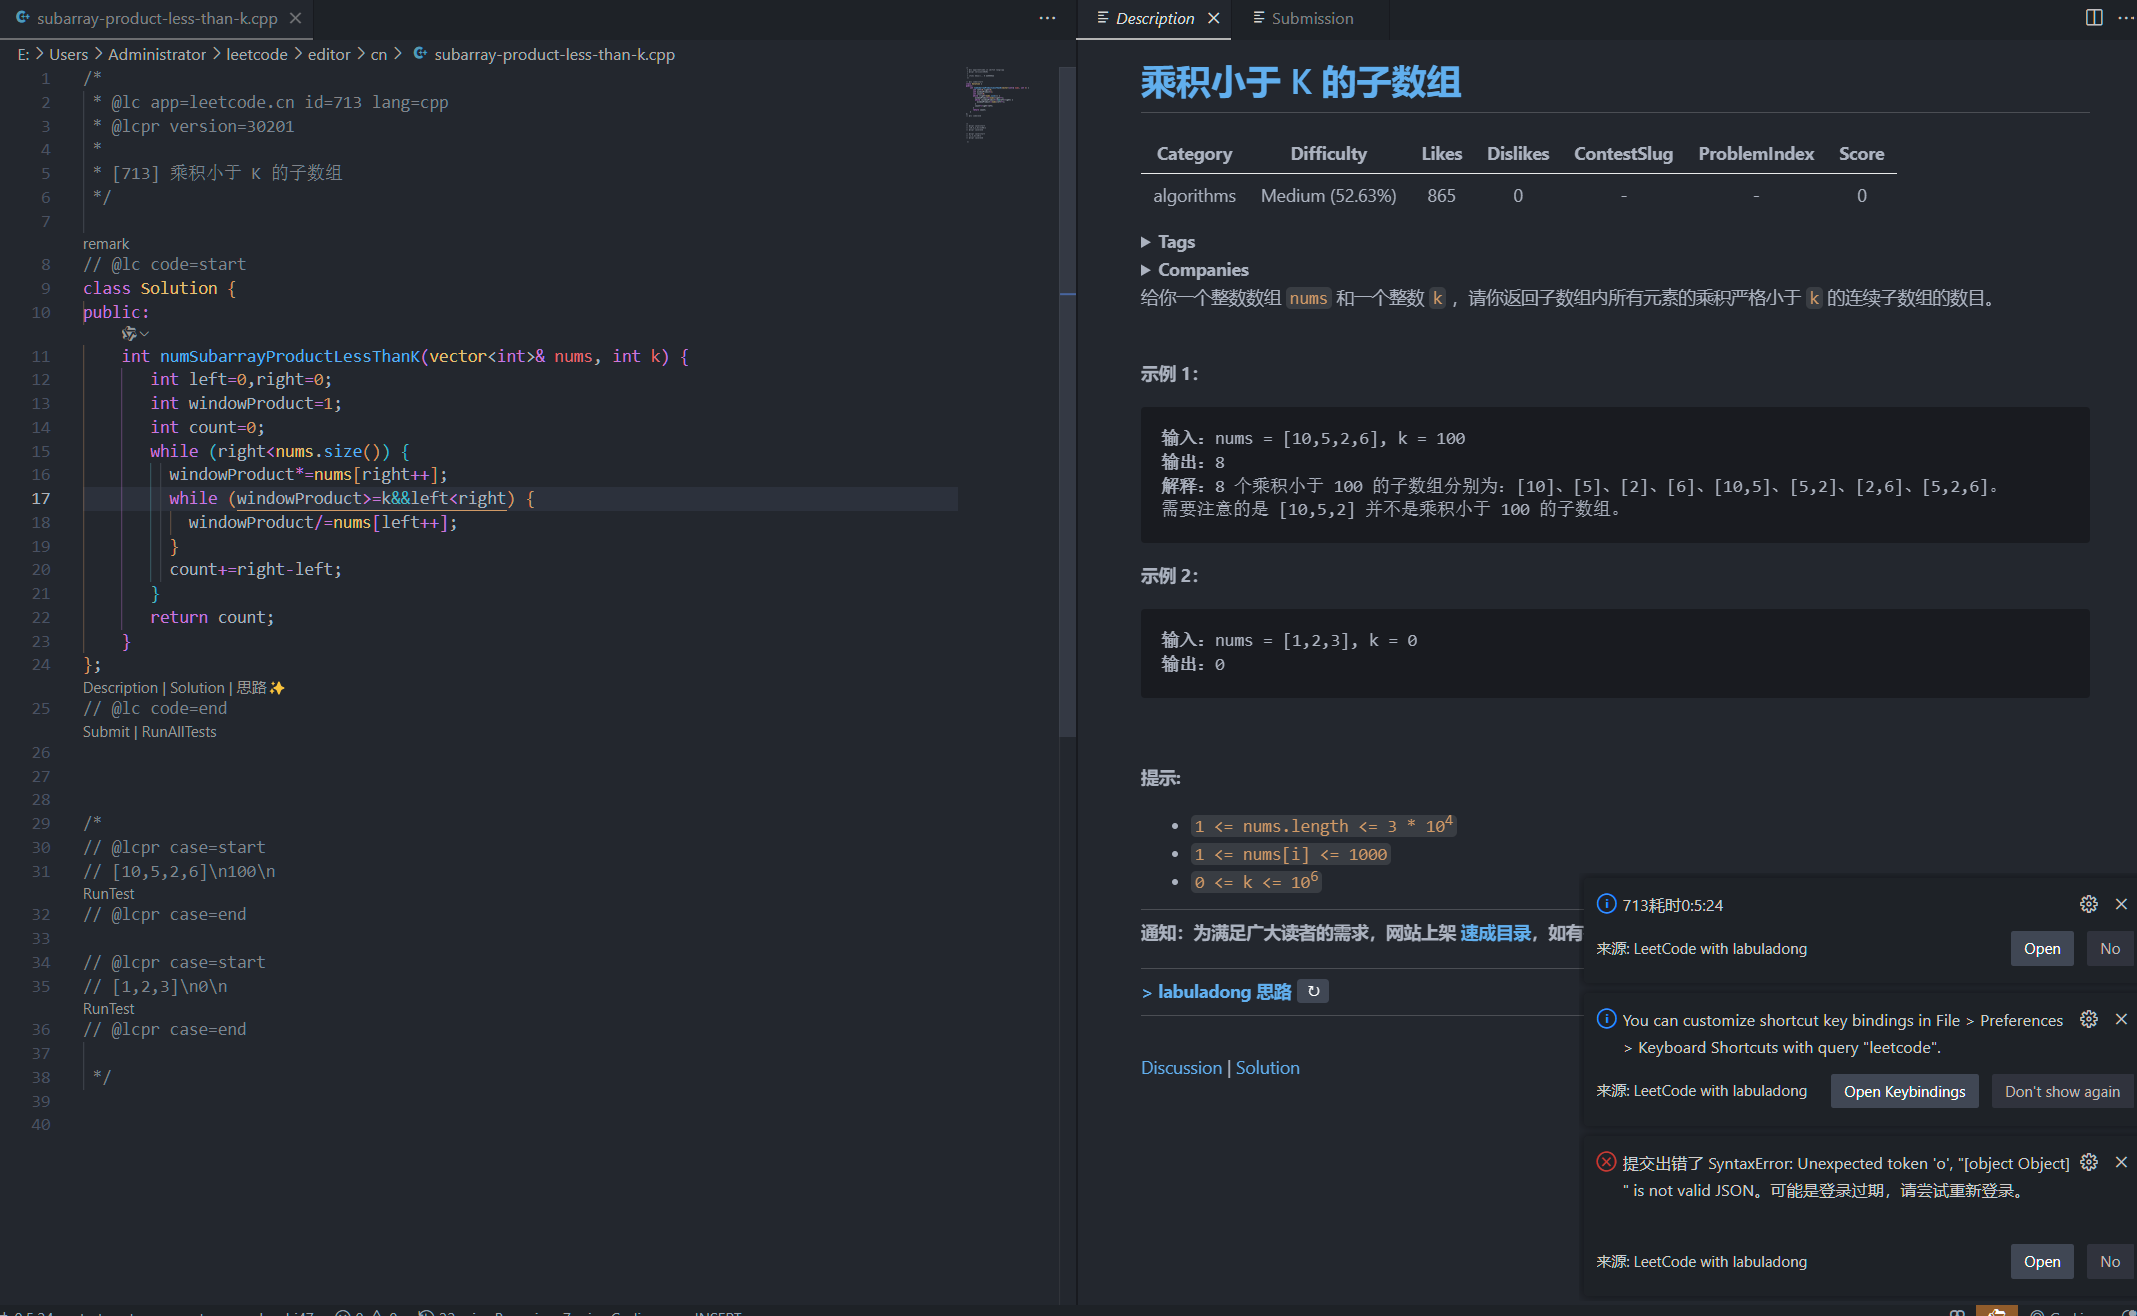 subarray-product-less-than-k.cpp
E: > Users > Administrator > leetcode > editor > cn > subarray-product-less-than-k.cpp
1 /*
2 * @lc app=leetcode.cn id=713 lang=cpp
3 * @lcpr version=30201
4 *
5 * [713] 乘积小于 K 的子数组
6 */
7
remark
8 // @lc code=start
9 class Solution {
10 public:
11 int numSubarrayProductLessThanK(vector<int>& nums, int k) {
12 int left=0,right=0;
13 int windowProduct=1;
14 int count=0;
15 while (right<nums.size()) {
16 windowProduct*=nums[right++];
17 while (windowProduct>=k&&left<right) {
18 windowProduct/=nums[left++];
19 }
20 count+=right-left;
21 }
22 return count;
23 }
24 };
Description | Solution | 思路✨
25 // @lc code=end
Submit | RunAllTests
26
27
28
29 /*
30 // @lcpr case=start
31 // [10,5,2,6]\n100\n
RunTest
32 // @lcpr case=end
33
34 // @lcpr case=start
35 // [1,2,3]\n0\n
RunTest
36 // @lcpr case=end
37
38 */
39
40
Description
Submission
乘积小于 K 的子数组
Category Difficulty Likes Dislikes ContestSlug ProblemIndex Score
algorithms Medium (52.63%) 865 0 - - 0
▶ Tags
▶ Companies
给你一个整数数组 nums 和一个整数 k ，请你返回子数组内所有元素的乘积严格小于 k 的连续子数组的数目。
示例 1：
输入：nums = [10,5,2,6], k = 100
输出：8
解释：8 个乘积小于 100 的子数组分别为：[10]、[5]、[2]、[6]、[10,5]、[5,2]、[2,6]、[5,2,6]。
需要注意的是 [10,5,2] 并不是乘积小于 100 的子数组。
示例 2：
输入：nums = [1,2,3], k = 0
输出：0
提示:
• 1 <= nums.length <= 3 * 10⁴
• 1 <= nums[i] <= 1000
• 0 <= k <= 10⁶
通知：为满足广大读者的需求，网站上架 速成目录，如有
> labuladong 思路 ↻
Discussion | Solution
713耗时0:5:24
来源: LeetCode with labuladong
Open No
You can customize shortcut key bindings in File > Preferences
> Keyboard Shortcuts with query "leetcode".
来源: LeetCode with labuladong
Open Keybindings Don't show again
提交出错了 SyntaxError: Unexpected token 'o', "[object Object]
" is not valid JSON。可能是登录过期，请尝试重新登录。
来源: LeetCode with labuladong
Open No